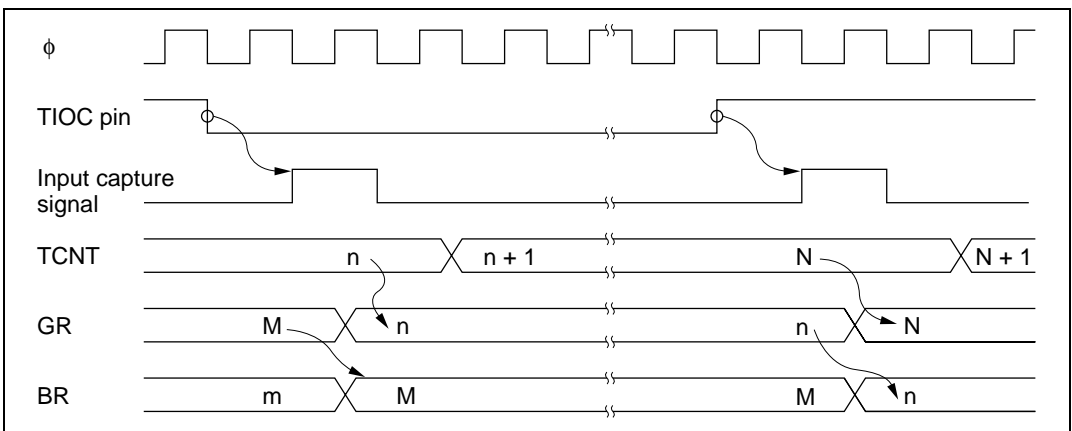 ϕ
TIOC pin
Input capture
signal
TCNT n n + 1 N N + 1
GR M n n N
BR m M M n